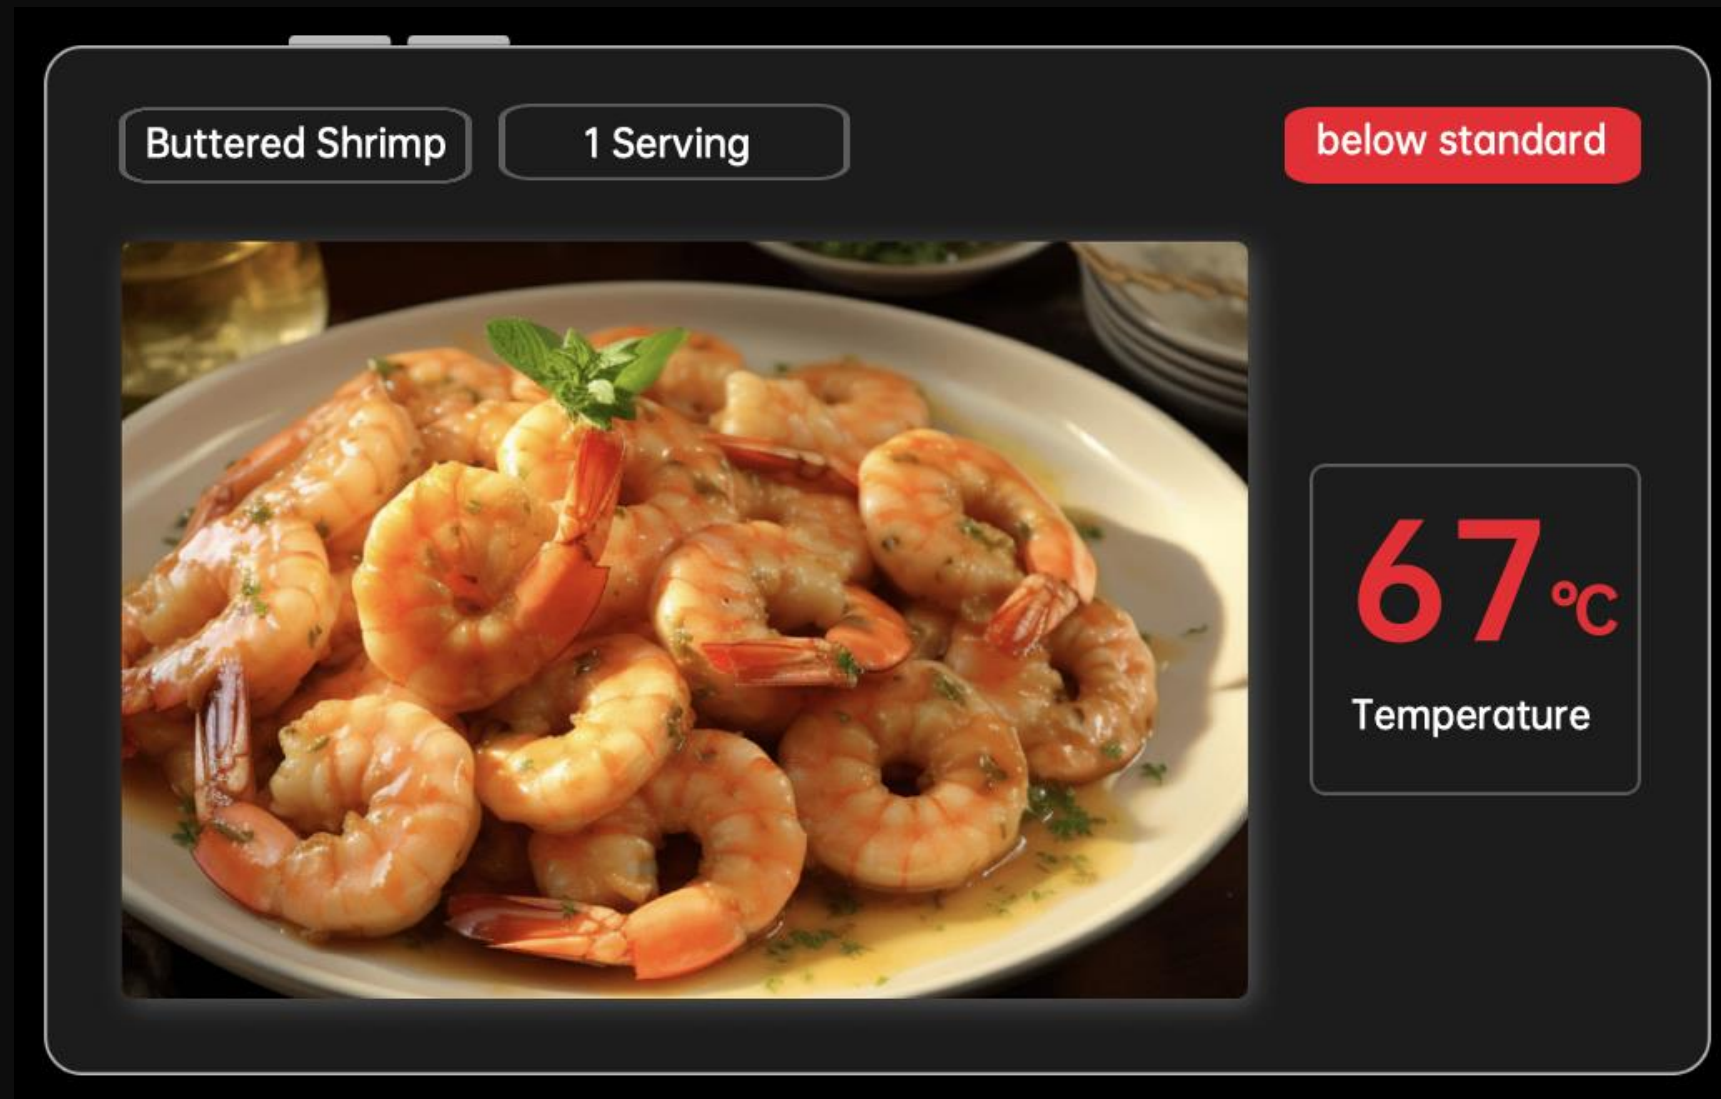 Buttered Shrimp
1 Serving
below standard
67°C
Temperature